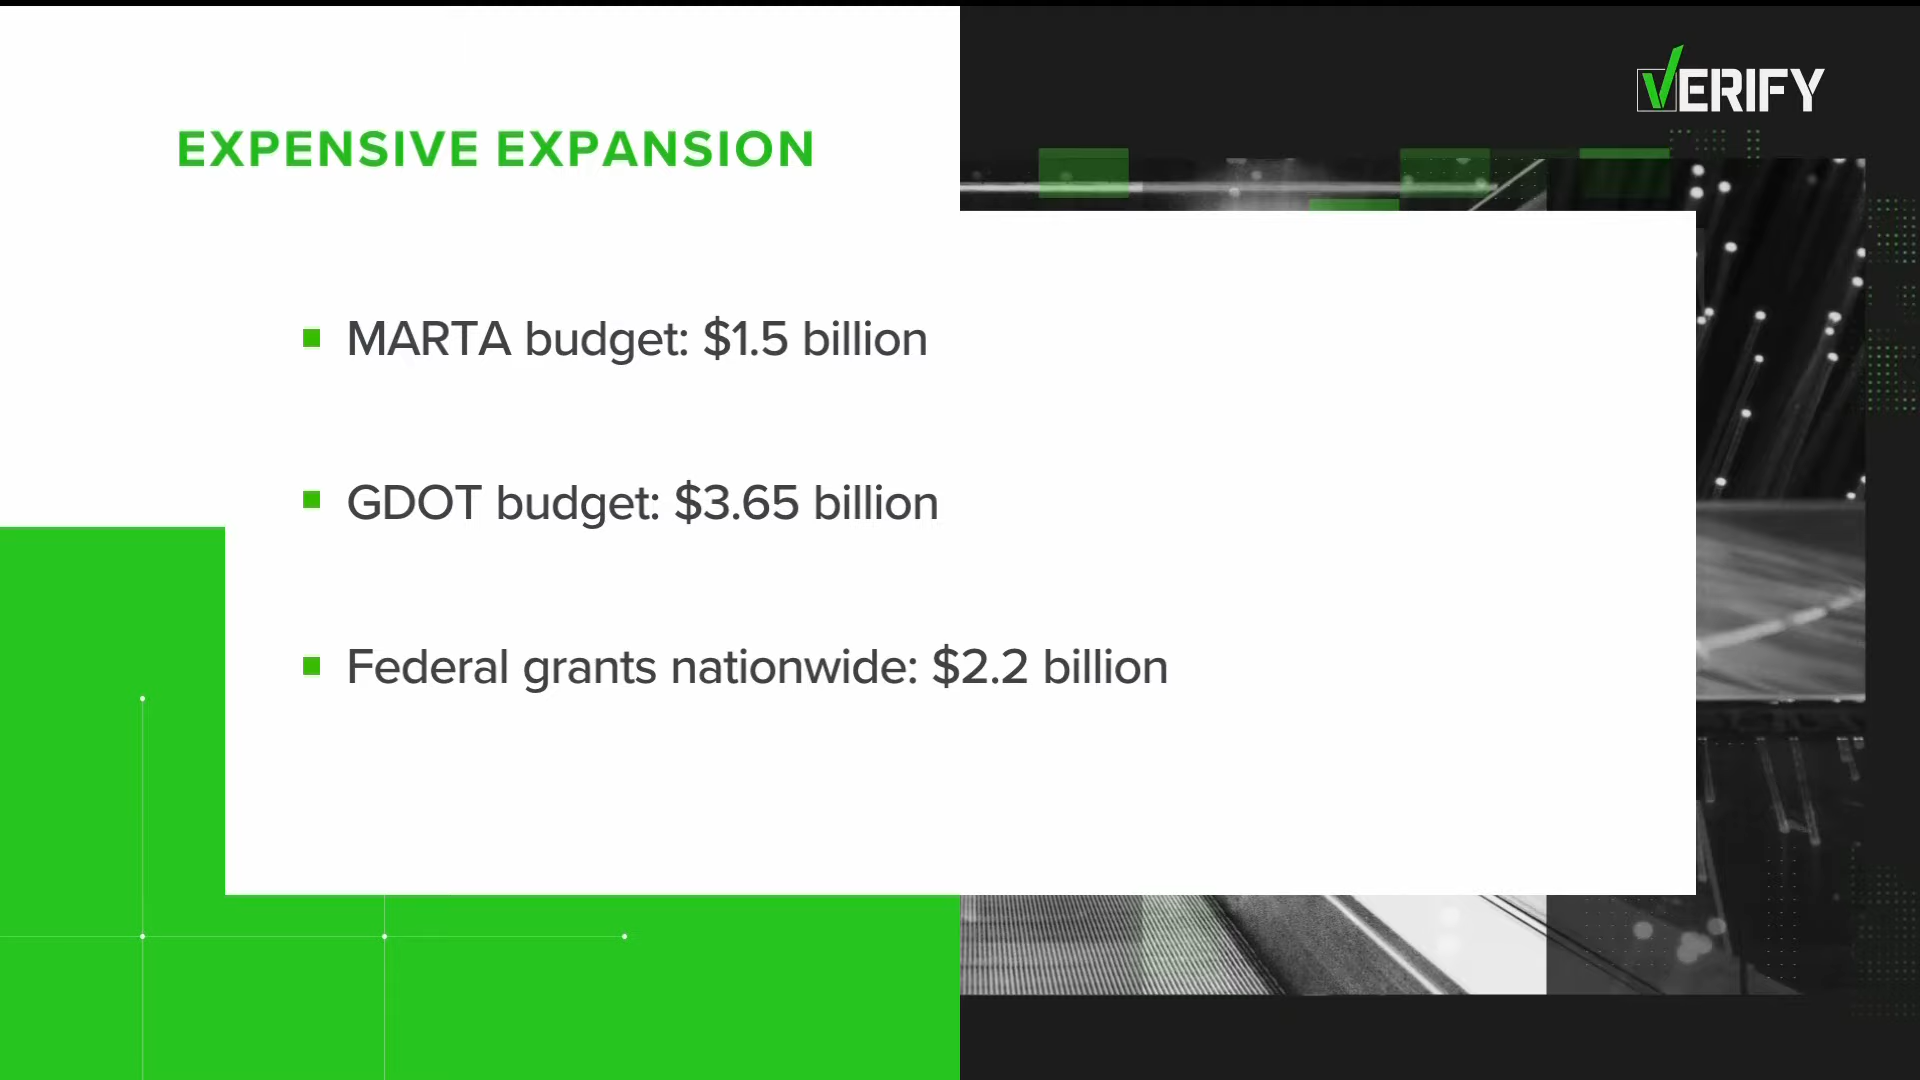 VERIFY
EXPENSIVE EXPANSION
MARTA budget: $1.5 billion
GDOT budget: $3.65 billion
Federal grants nationwide: $2.2 billion